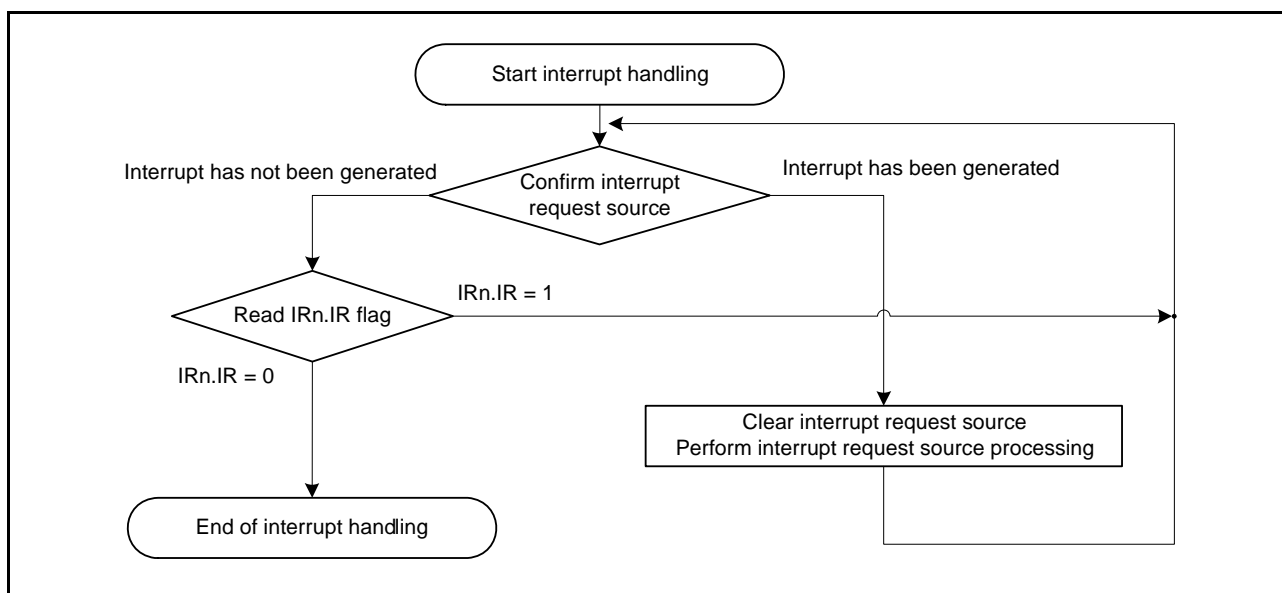 Start interrupt handling
Interrupt has not been generated
Interrupt has been generated
Confirm interrupt
request source
IRn.IR = 1
Read IRn.IR flag
IRn.IR = 0
Clear interrupt request source
Perform interrupt request source processing
End of interrupt handling